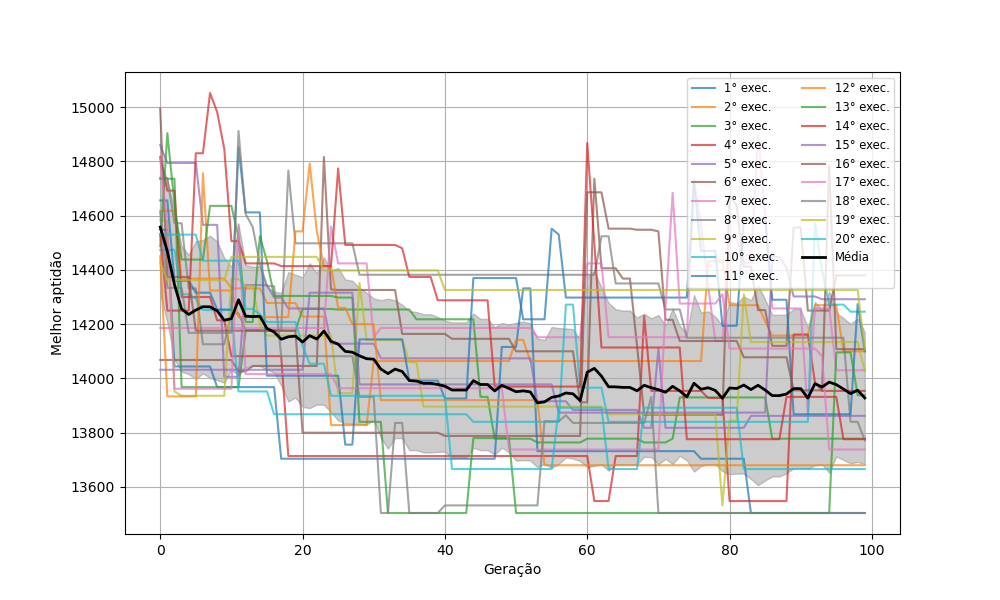 15000
14800
14600
14400
14200
14000
13800
13600
Melhor aptidão
0
20
40
60
80
100
Geração
1° exec.
2° exec.
3° exec.
4° exec.
5° exec.
6° exec.
7° exec.
8° exec.
9° exec.
10° exec.
11° exec.
12° exec.
13° exec.
14° exec.
15° exec.
16° exec.
17° exec.
18° exec.
19° exec.
20° exec.
Média